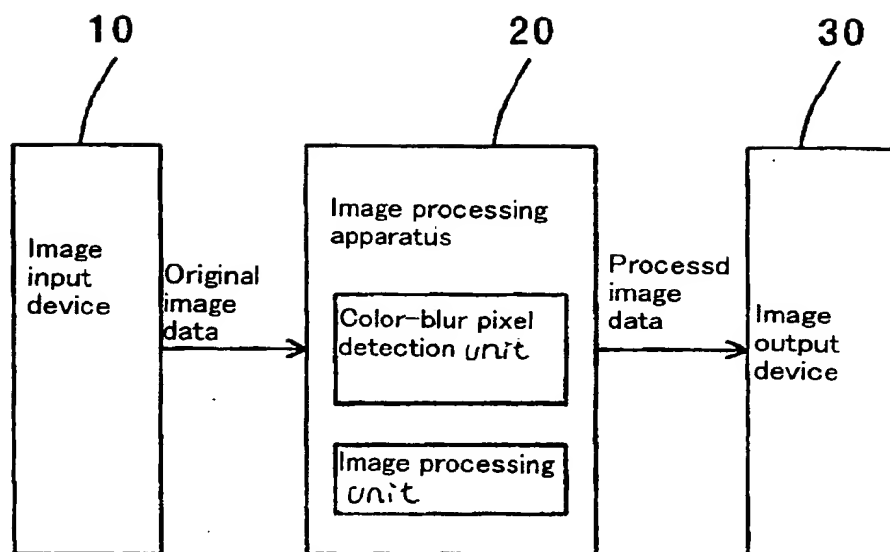 10
20
30
Image
input
device
Original
image
data
Image processing
apparatus
Color-blur pixel
detection unit
Image processing
unit
Processd
image
data
Image
output
device